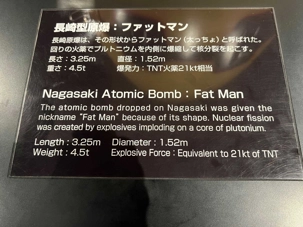 長崎型原爆：ファットマン
長崎原爆は、その形状からファットマン（太っちょ）と呼ばれた。
回りの火薬でプルトニウムを内側に爆縮して核分裂を起こす。
長さ：3.25m　直径：1.52m
重さ：4.5t　爆発力：TNT火薬21kt相当
Nagasaki Atomic Bomb : Fat Man
The atomic bomb dropped on Nagasaki was given the
nickname "Fat Man" because of its shape. Nuclear fission
was created by explosives imploding on a core of plutonium.
Length : 3.25m　Diameter : 1.52m
Weight : 4.5t　Explosive Force : Equivalent to 21kt of TNT